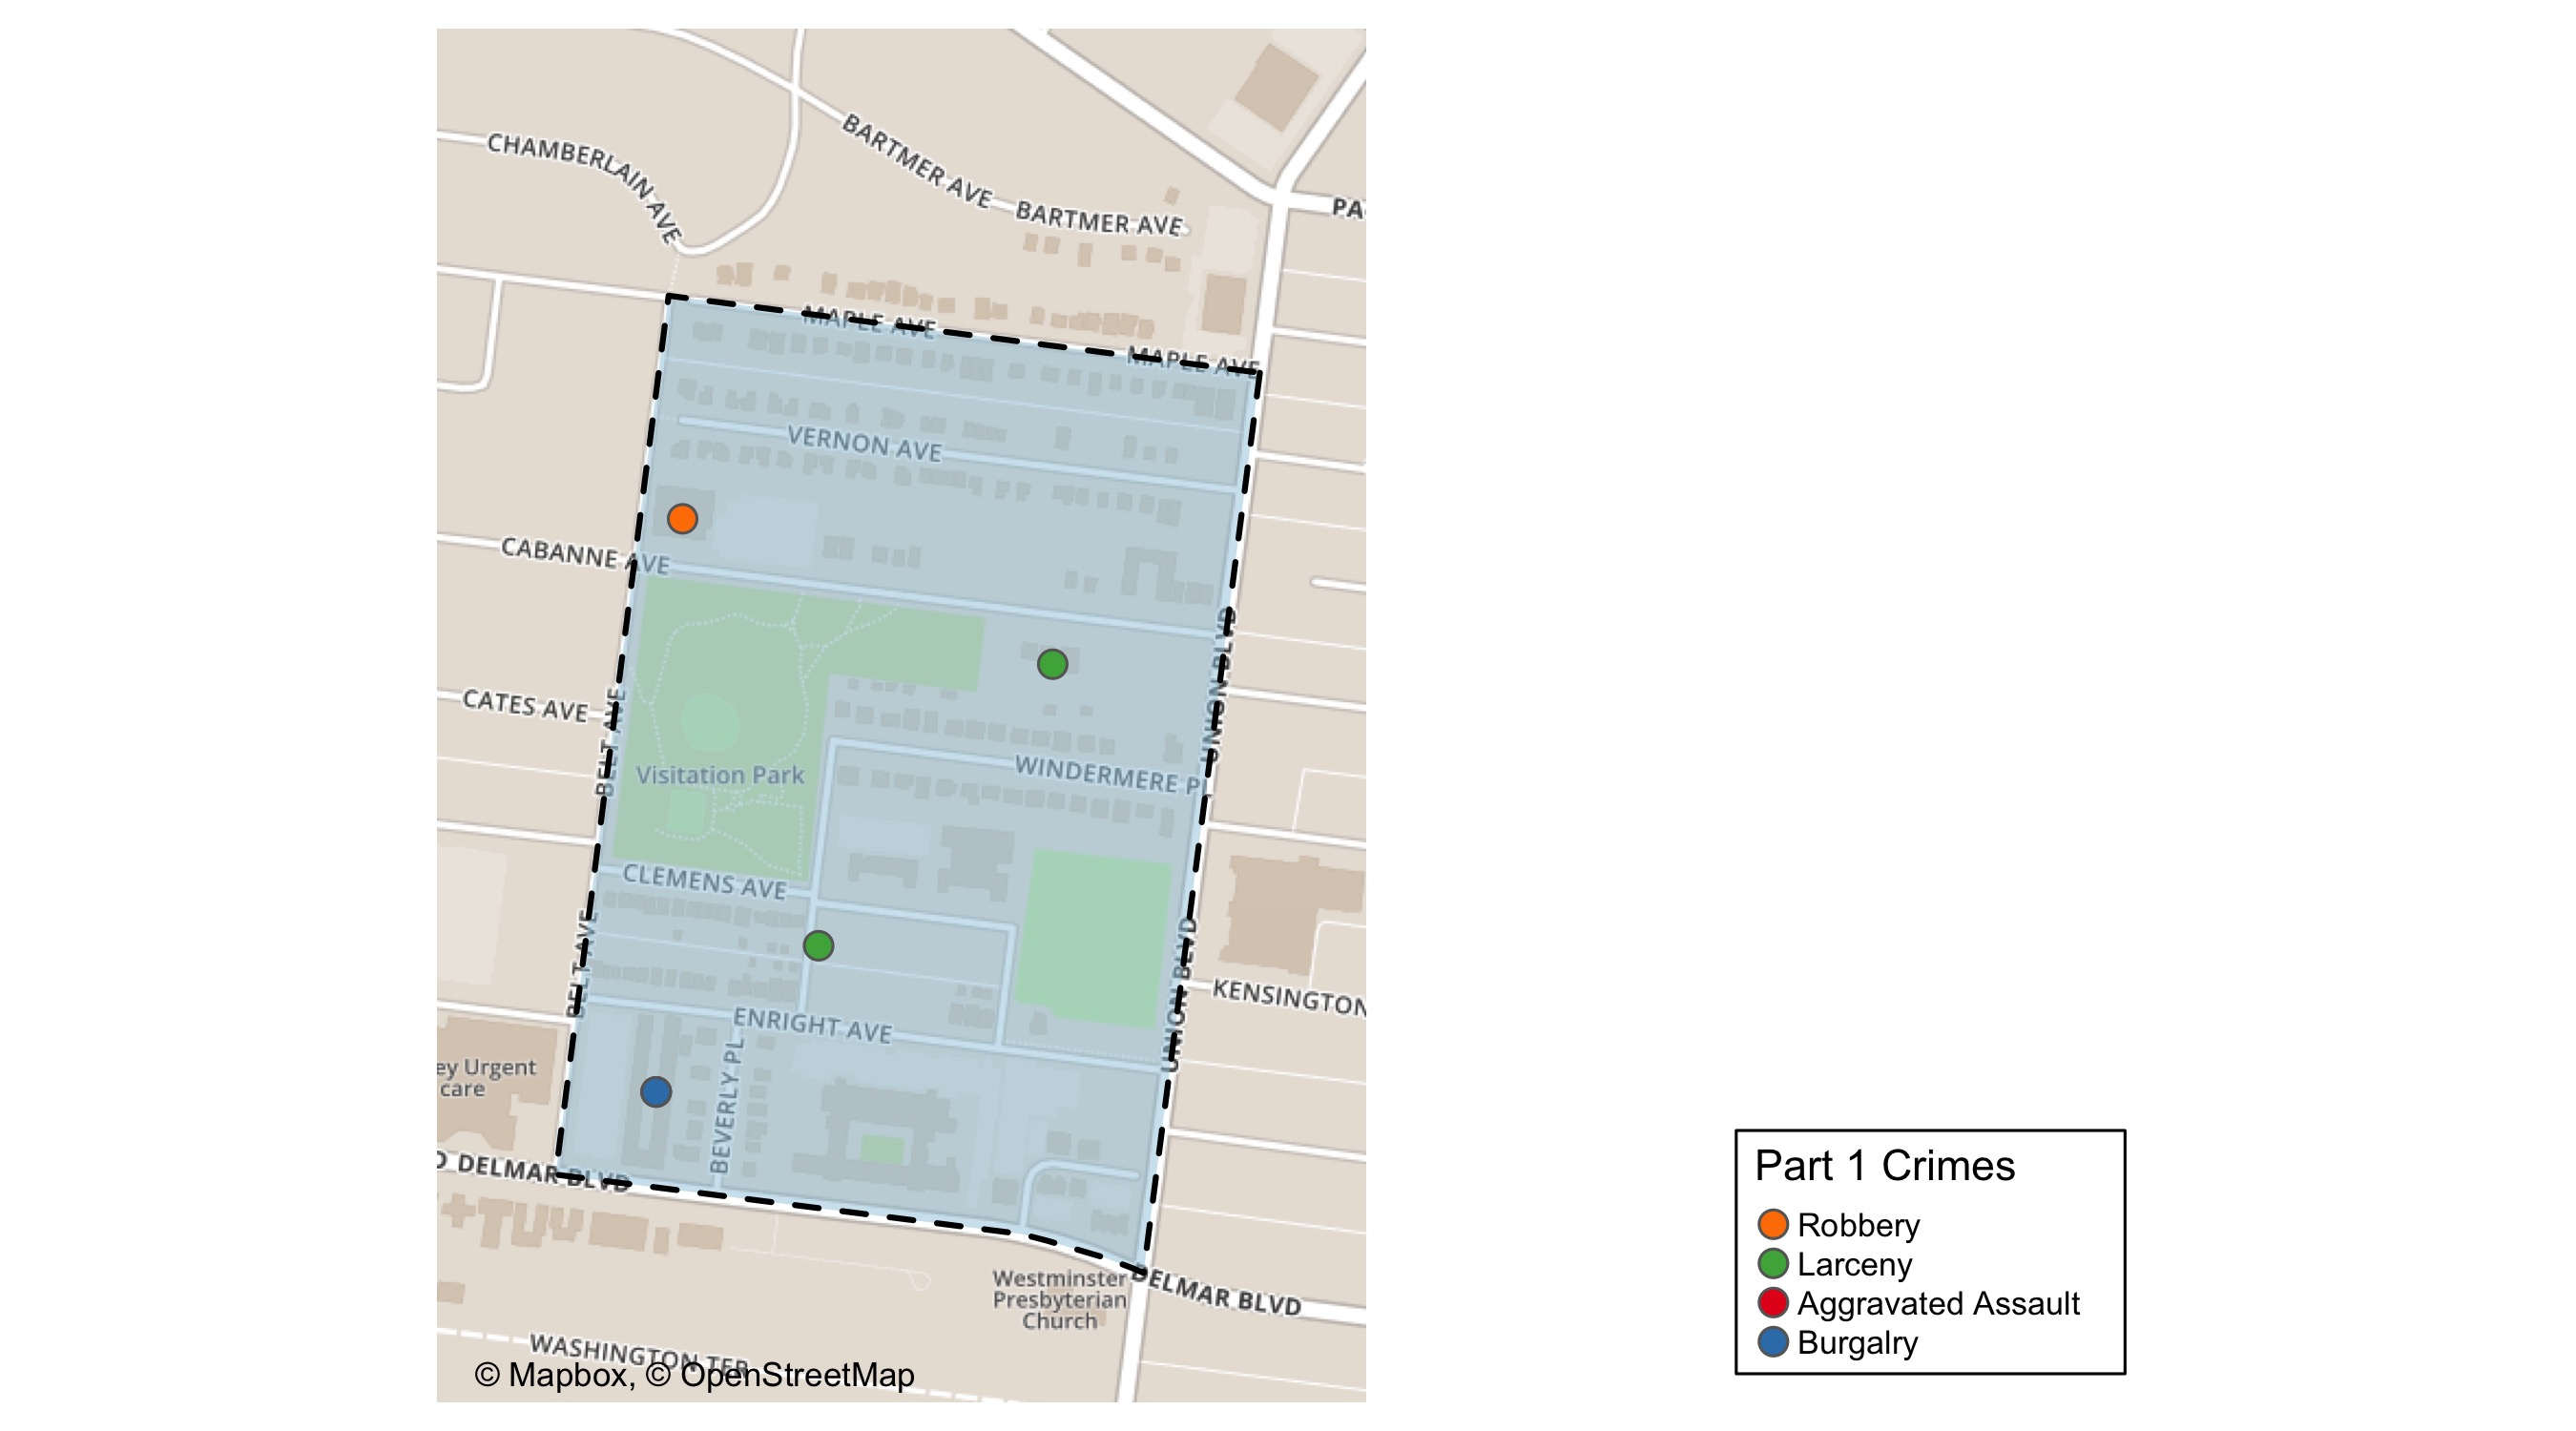 CHAMBERLAIN AVE
BARTMER AVE
BARTMER AVE
PA
MAPLE AVE
MAPLE AVE
VERNON AVE
CABANNE AVE
UNION BLVD
CATES AVE
BELT AVE
WINDERMERE PL
Visitation Park
CLEMENS AVE
BELT AVE
UNION BLVD
KENSINGTON
ENRIGHT AVE
BEVERLY PL
ey Urgent
care
DELMAR BLVD
Westminster
Presbyterian
Church
DELMAR BLVD
WASHINGTON TER
© Mapbox, © OpenStreetMap
Part 1 Crimes
Robbery
Larceny
Aggravated Assault
Burgalry